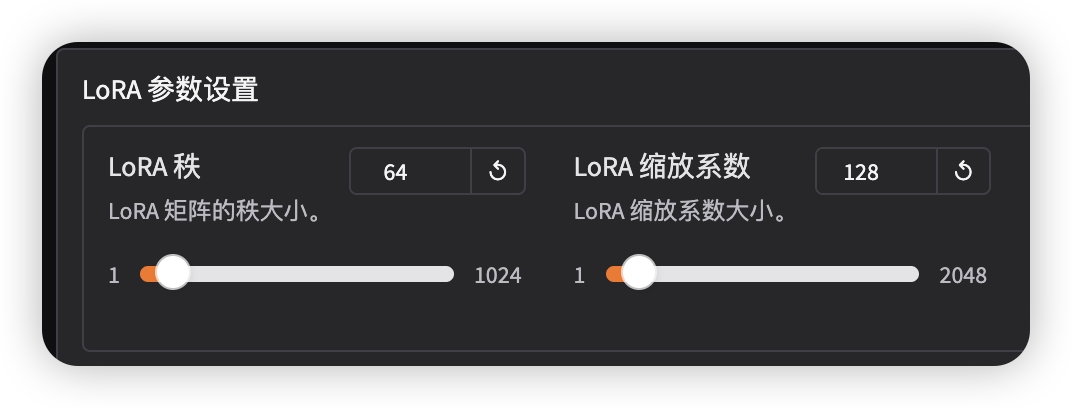 LoRA 参数设置
LoRA 秩
64
LoRA 矩阵的秩大小。
1
1024
LoRA 缩放系数
128
LoRA 缩放系数大小。
1
2048